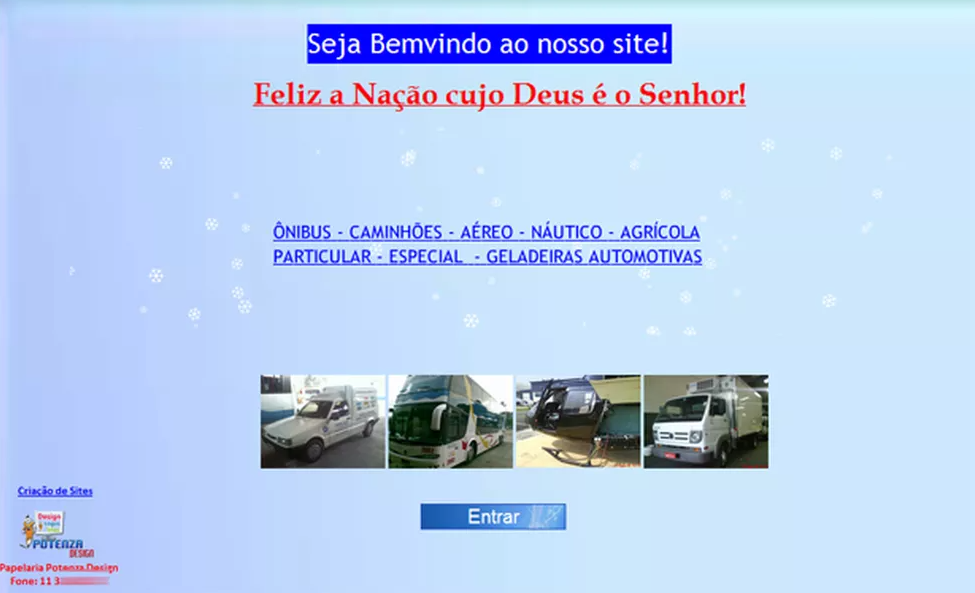 Seja Bemvindo ao nosso site!
Feliz a Nação cujo Deus é o Senhor!
ÔNIBUS - CAMINHÕES - AÉREO - NÁUTICO - AGRÍCOLA
PARTICULAR - ESPECIAL - GELADEIRAS AUTOMOTIVAS
Entrar
Criação de Sites
Design
POTENZA
DESIGN
Papelaria Potenza Design
Fone: 11 3